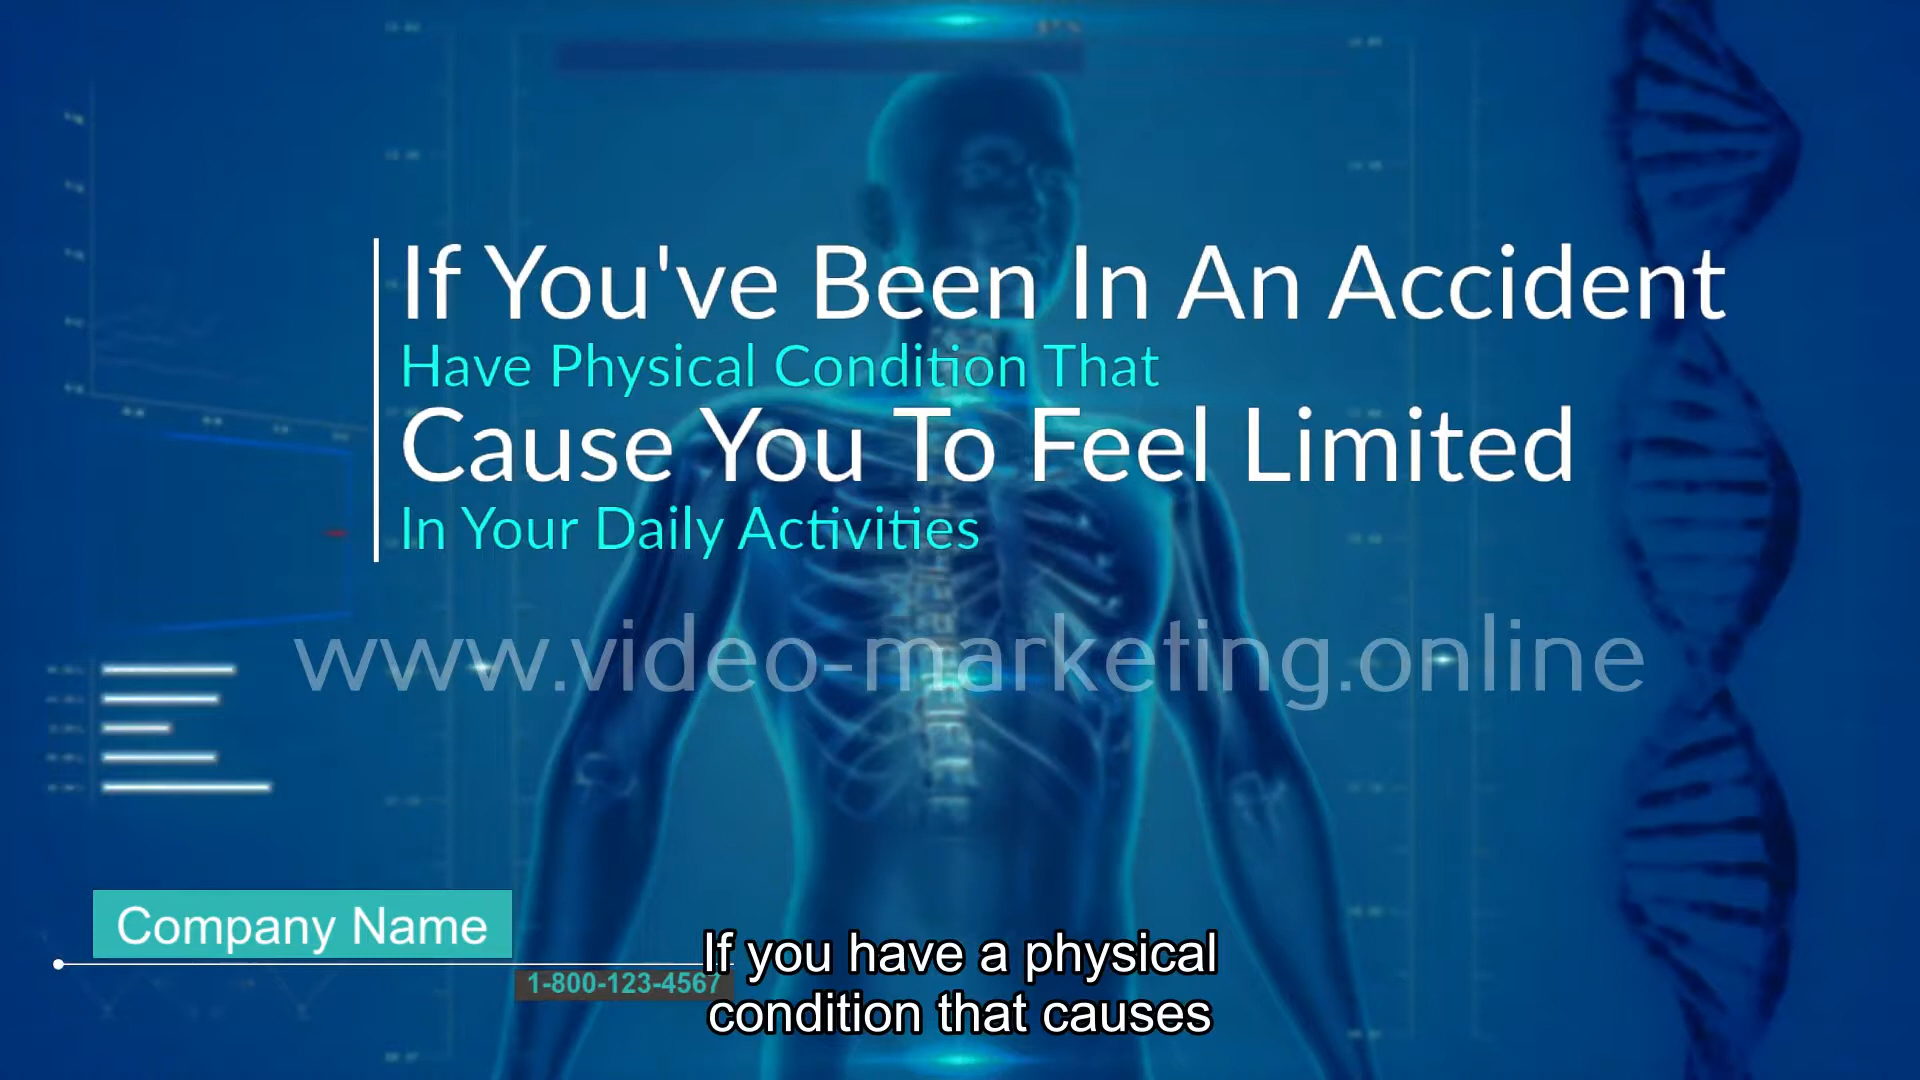 If You've Been In An Accident
Have Physical Condition That
Cause You To Feel Limited
In Your Daily Activities
www.video-marketing.online
Company Name
1-800-123-4567
If you have a physical
condition that causes